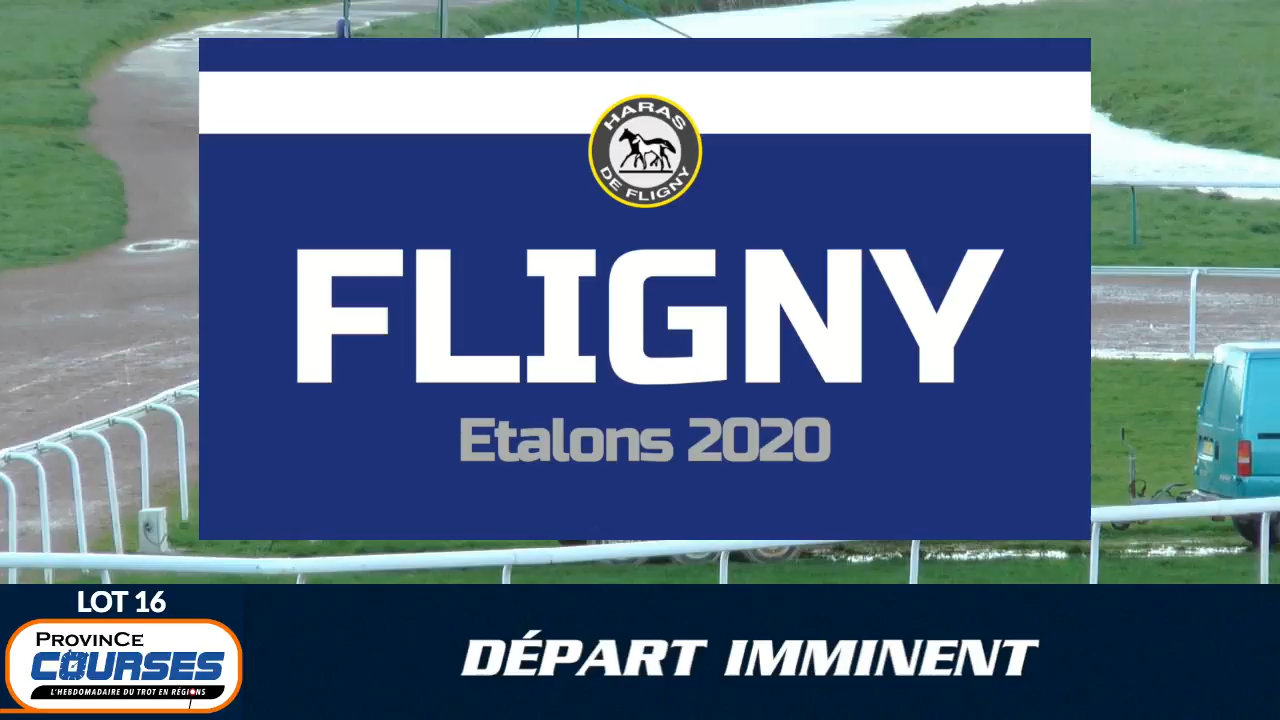 HARAS
DE FLIGNY
FLIGNY
Etalons 2020
LOT 16
PROVINCE
COURSES
L'HEBDOMADAIRE DU TROT EN RÉGIONS
DÉPART IMMINENT